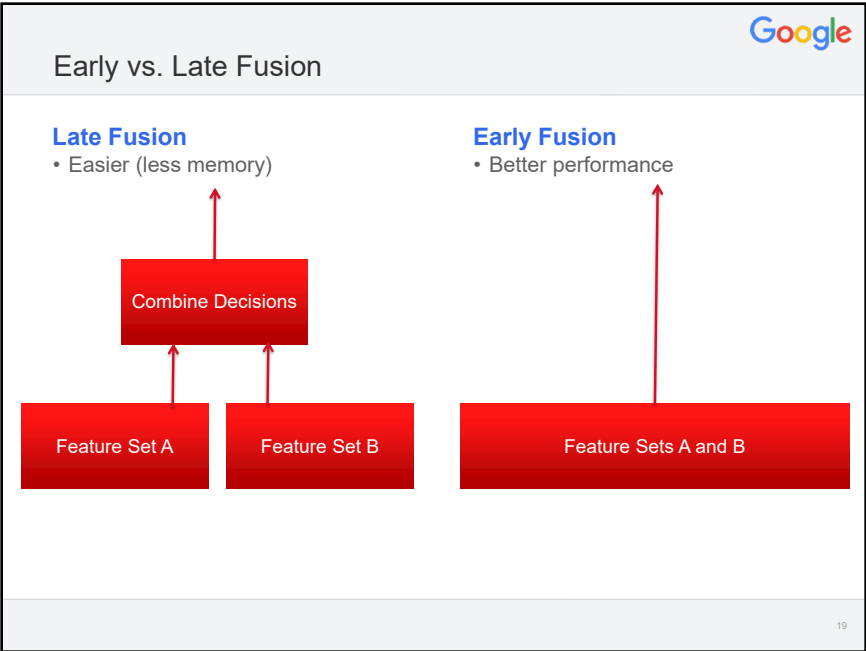 Google
Early vs. Late Fusion
Late Fusion
• Easier (less memory)
Early Fusion
• Better performance
Combine Decisions
Feature Set A
Feature Set B
Feature Sets A and B
19